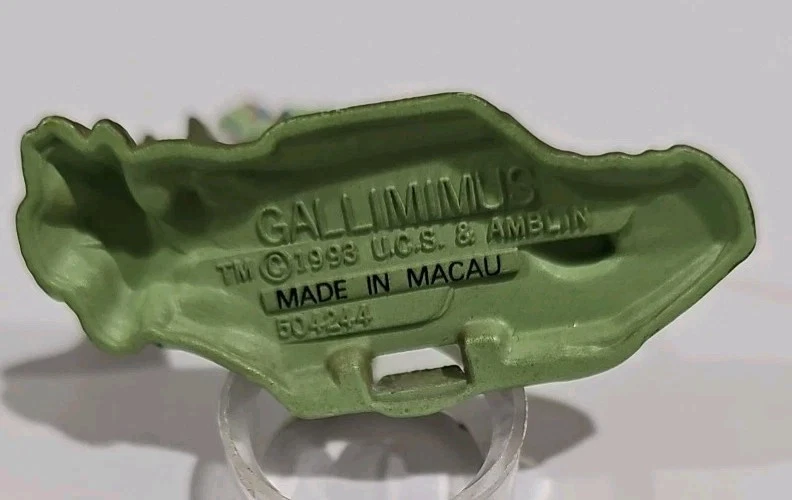 GALLIMIMUS
TM © 1993 U.C.S. & AMBLIN
MADE IN MACAU
504244